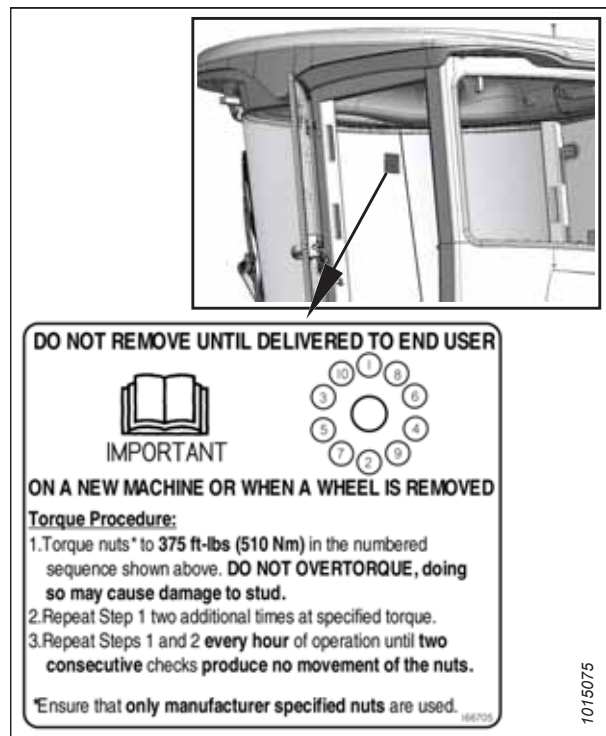 DO NOT REMOVE UNTIL DELIVERED TO END USER
10 1 8
3 6
5 4
7 2 9
IMPORTANT
ON A NEW MACHINE OR WHEN A WHEEL IS REMOVED
Torque Procedure:
1.Torque nuts* to 375 ft-lbs (510 Nm) in the numbered
sequence shown above. DO NOT OVERTORQUE, doing
so may cause damage to stud.
2.Repeat Step 1 two additional times at specified torque.
3.Repeat Steps 1 and 2 every hour of operation until two
consecutive checks produce no movement of the nuts.
*Ensure that only manufacturer specified nuts are used.
166705
1015075